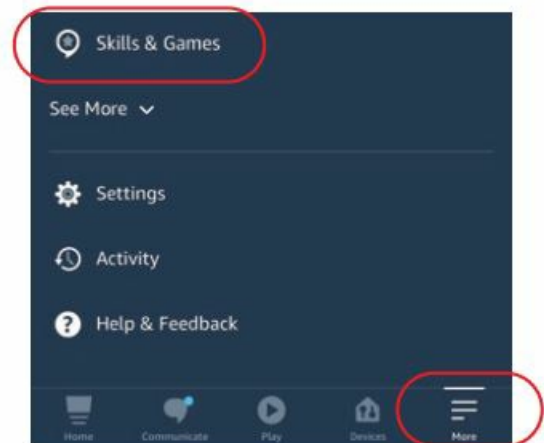 Skills & Games
See More
Settings
Activity
Help & Feedback
Home Communicate Play Devices More